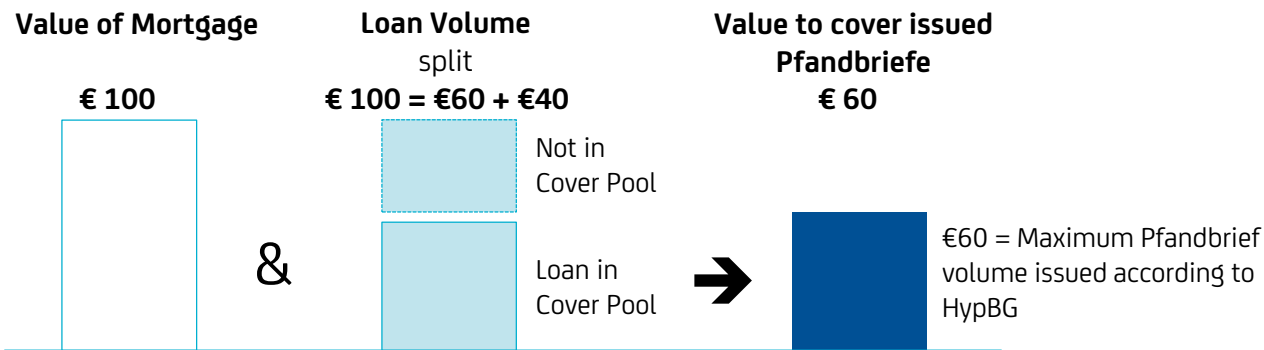 Value of Mortgage
€ 100
Loan Volume
split
€ 100 = €60 + €40
Value to cover issued
Pfandbriefe
€ 60
Not in
Cover Pool
&
Loan in
Cover Pool
➔
€60 = Maximum Pfandbrief
volume issued according to
HypBG